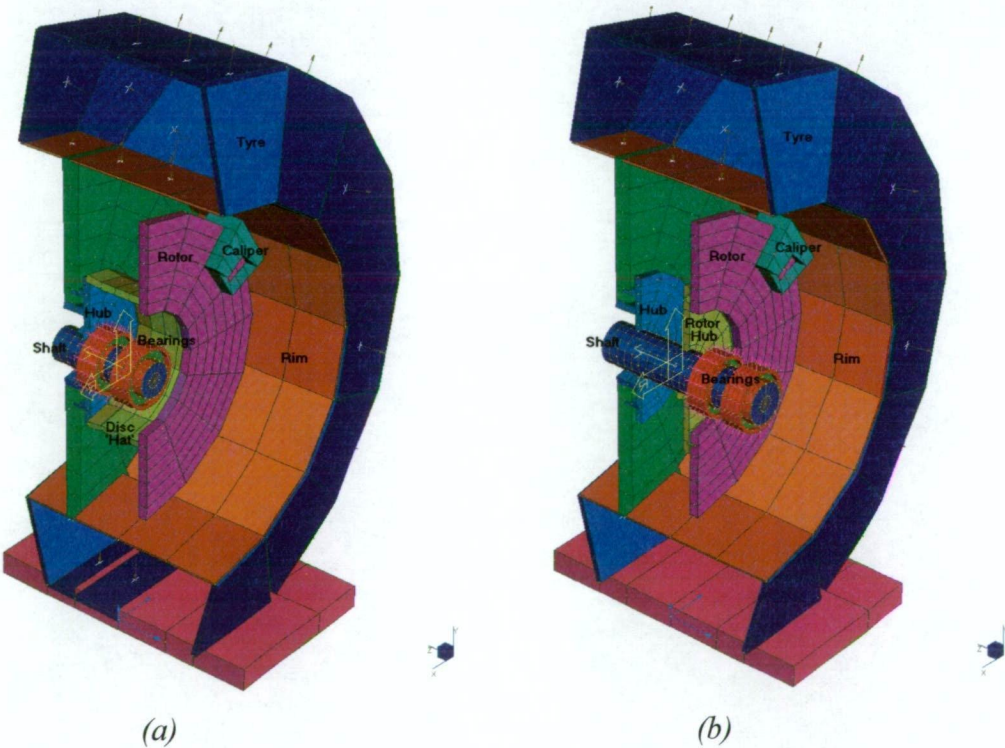 Tyre
Rotor
Caliper
Hub
Bearings
Shaft
Rim
Disc
'Hat'
Tyre
Rotor
Caliper
Hub
Rotor
Hub
Shaft
Rim
Bearings
(a)
(b)